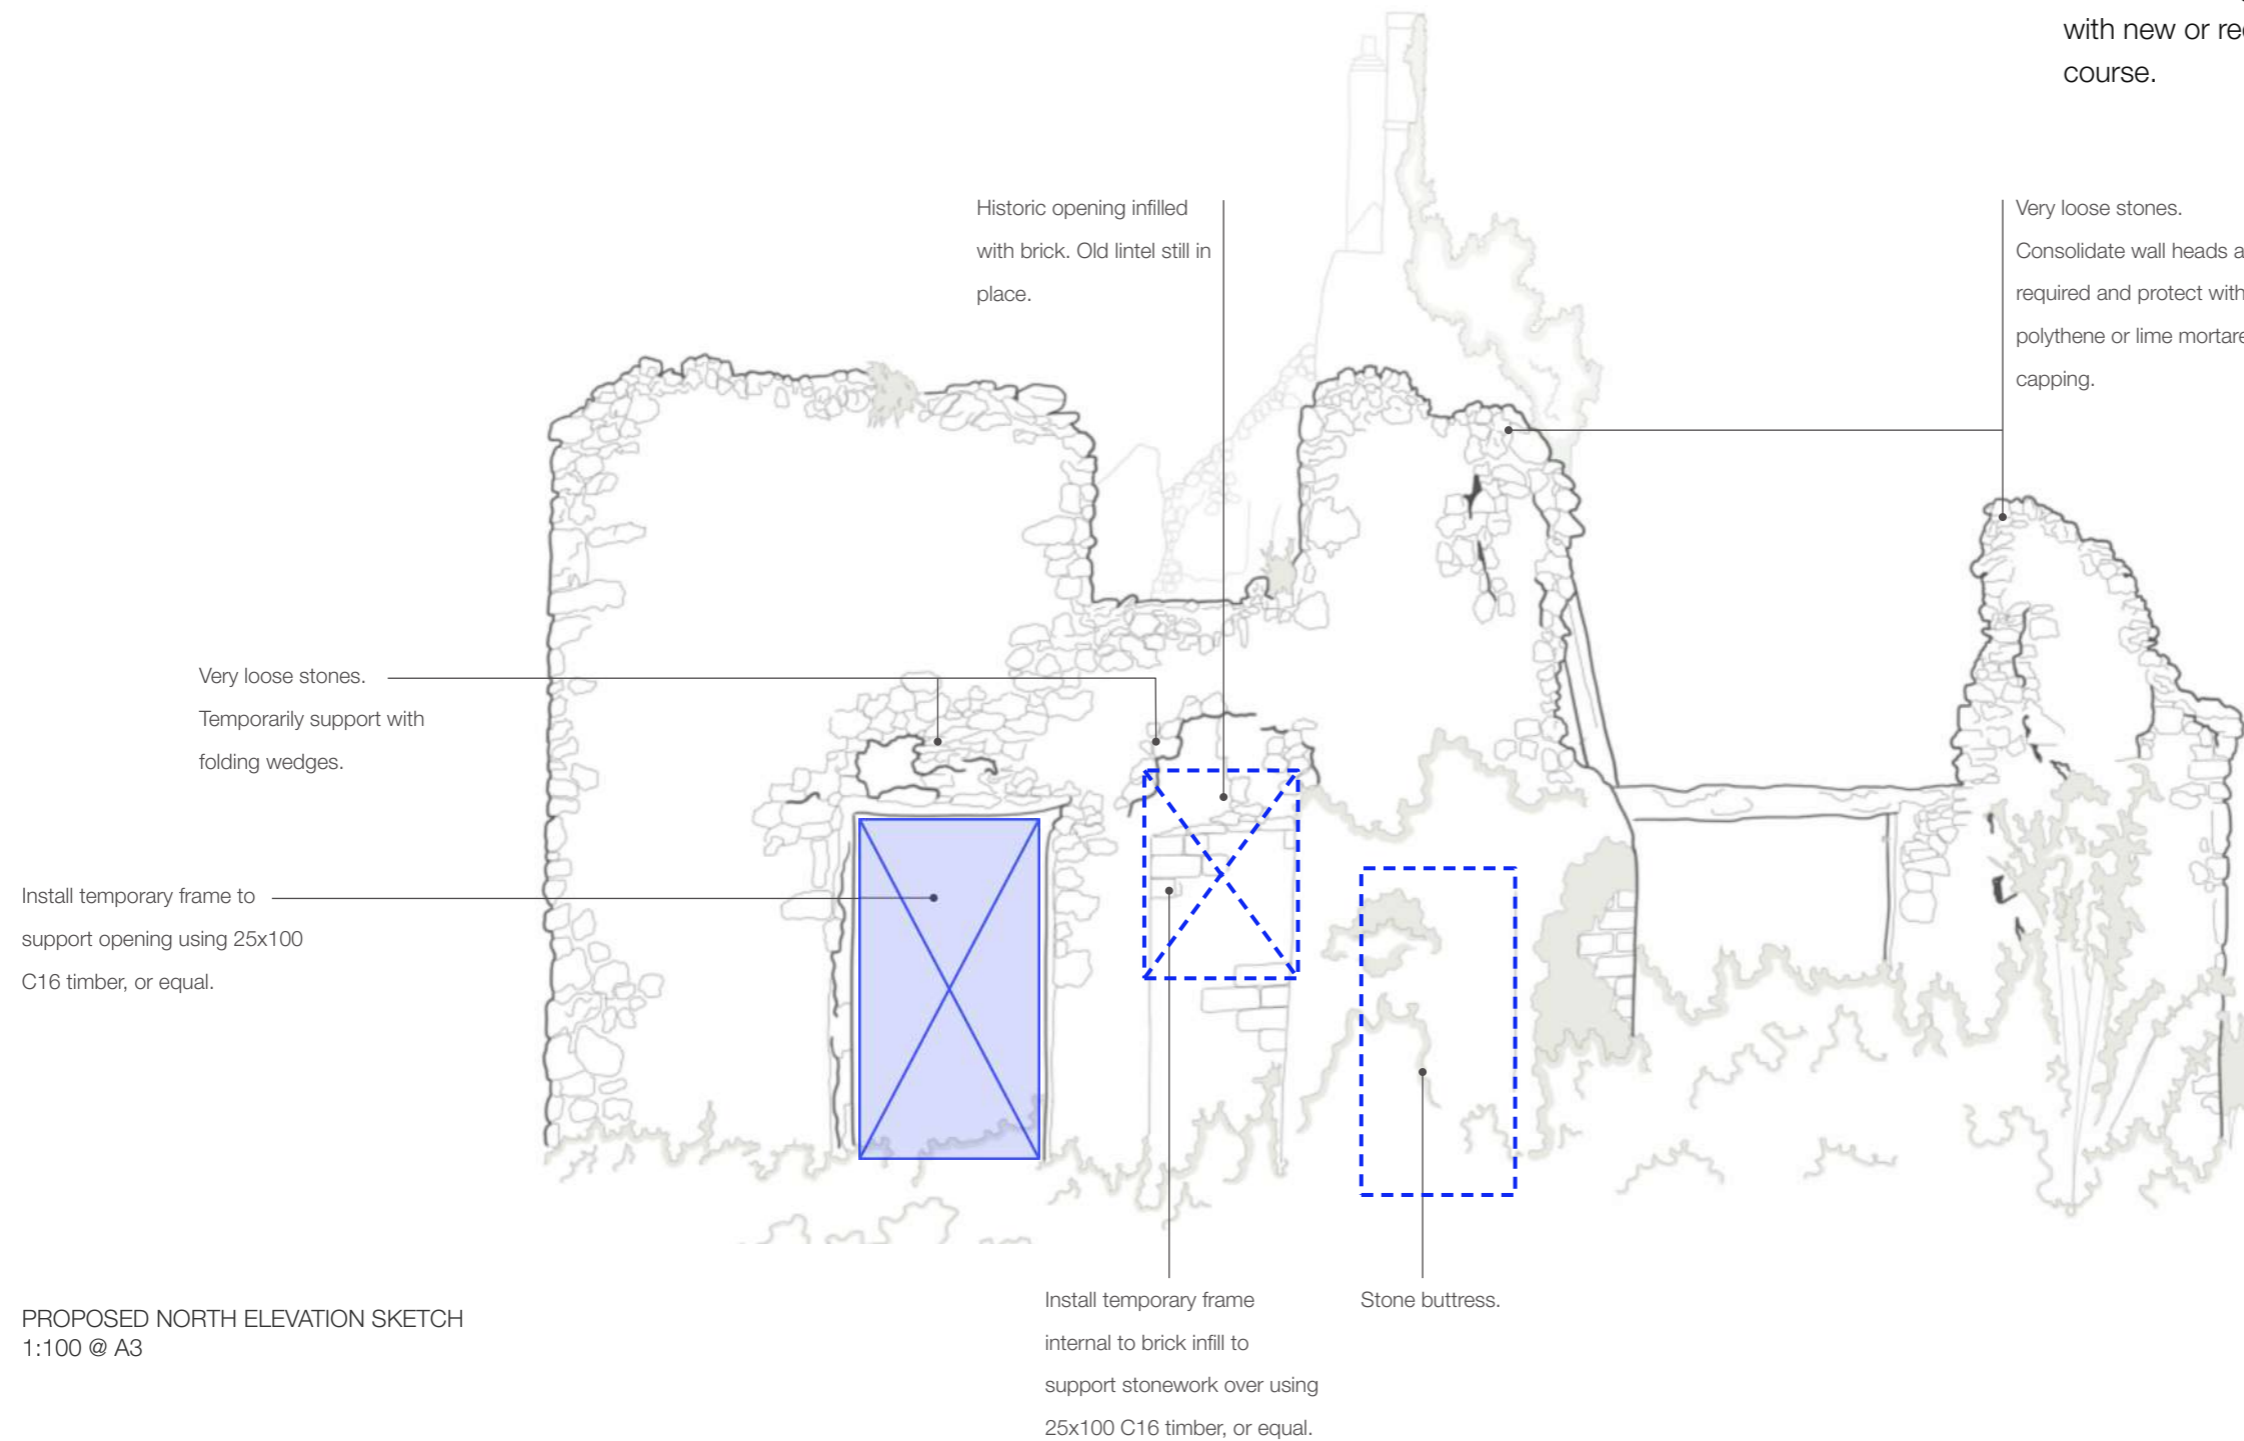 with new or re
course.
Historic opening infilled
with brick. Old lintel still in
place.
Very loose stones.
Consolidate wall heads a
required and protect with
polythene or lime mortare
capping.
Very loose stones.
Temporarily support with
folding wedges.
Install temporary frame to
support opening using 25x100
C16 timber, or equal.
Install temporary frame
internal to brick infill to
support stonework over using
25x100 C16 timber, or equal.
Stone buttress.
PROPOSED NORTH ELEVATION SKETCH
1:100 @ A3